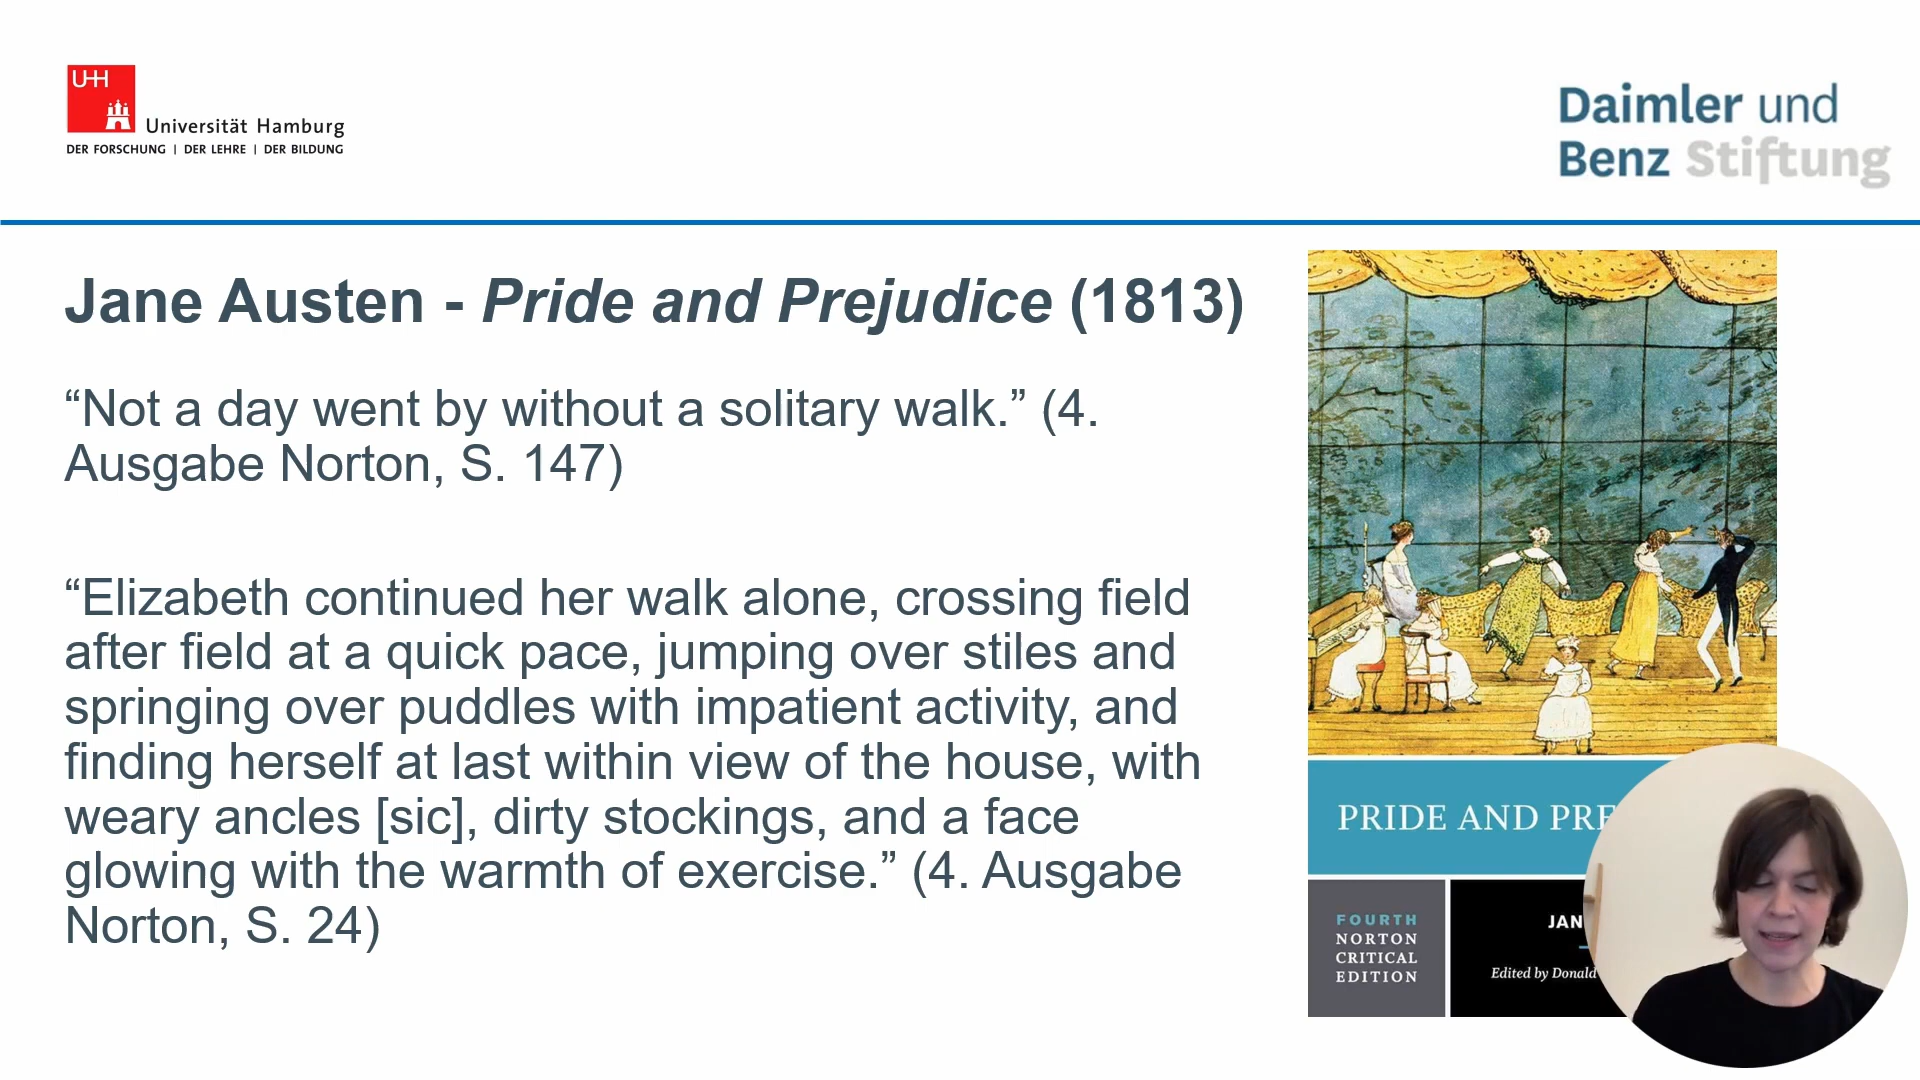 UHH
Universität Hamburg
DER FORSCHUNG | DER LEHRE | DER BILDUNG
Daimler und
Benz Stiftung
Jane Austen - Pride and Prejudice (1813)
“Not a day went by without a solitary walk.” (4.
Ausgabe Norton, S. 147)
“Elizabeth continued her walk alone, crossing field
after field at a quick pace, jumping over stiles and
springing over puddles with impatient activity, and
finding herself at last within view of the house, with
weary ancles [sic], dirty stockings, and a face
glowing with the warmth of exercise.” (4. Ausgabe
Norton, S. 24)
PRIDE AND PRE
FOURTH
NORTON
CRITICAL
EDITION
JAN
Edited by Donald